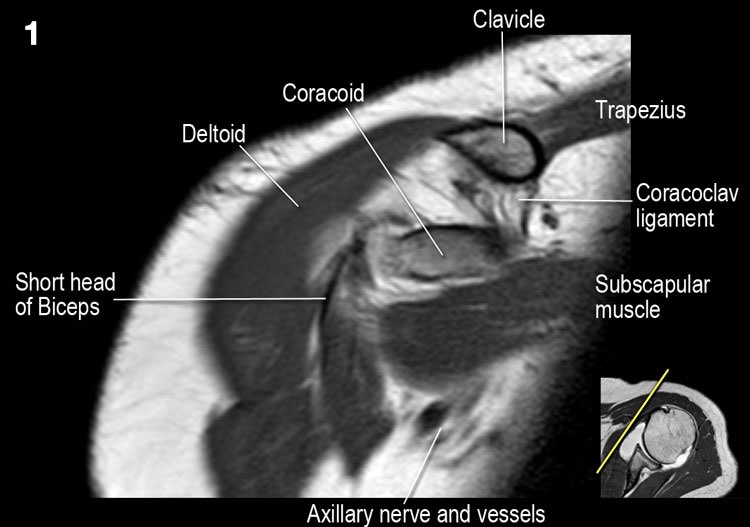 1
Clavicle
Coracoid
Trapezius
Deltoid
Coracoclav
ligament
Short head
of Biceps
Subscapular
muscle
Axillary nerve and vessels